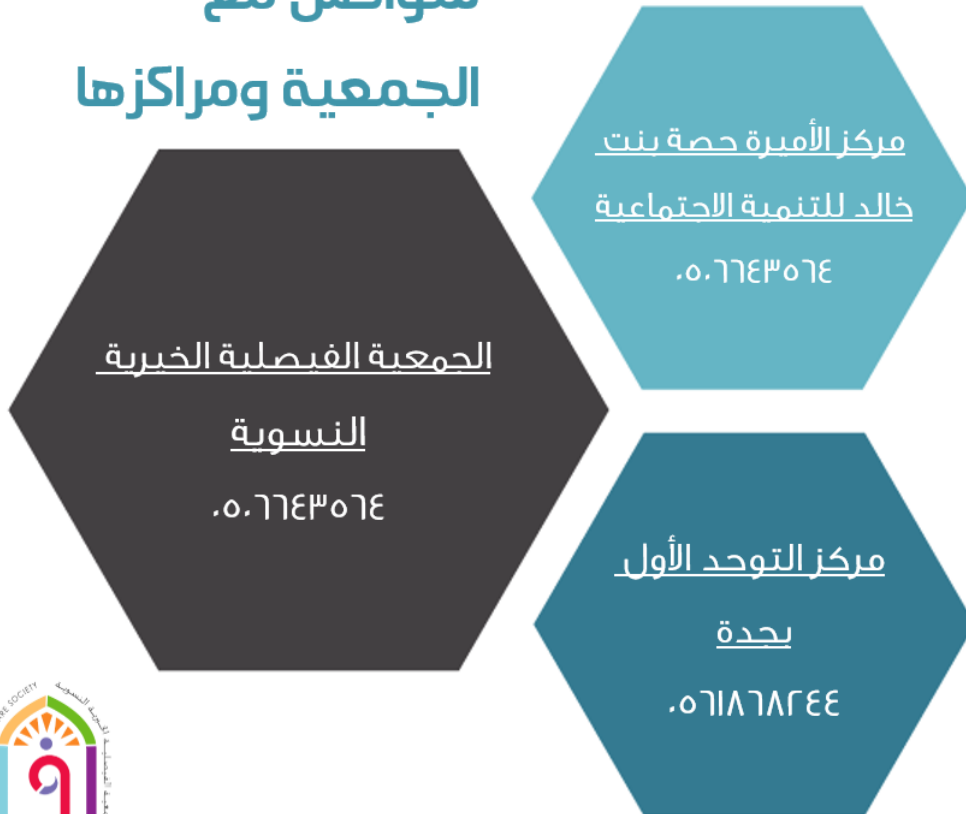 الجمعية ومراكزها
مركز الأميرة حصة بنت
خالد للتنمية الاجتماعية
٠٥٠٦٦٤٣٥٦٤
الجمعية الفيصلية الخيرية
النسوية
٠٥٠٦٦٤٣٥٦٤
مركز التوحد الأول
بجدة
٠٥٦١٨٦٨٢٤٤
SOCIETY